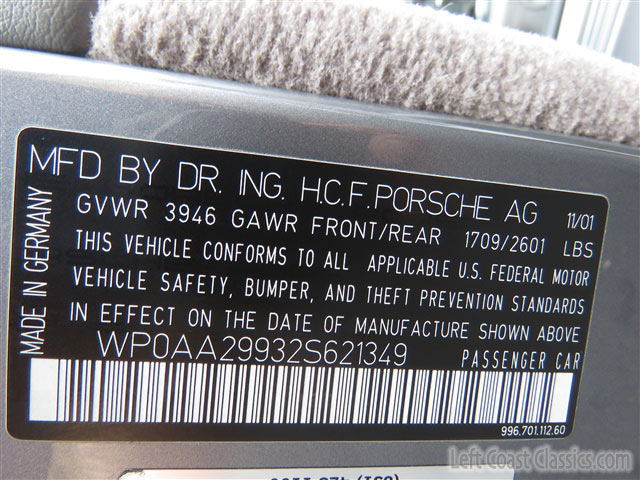 MFD BY DR. ING. H.C.F. PORSCHE AG 11/01
GVWR 3946 GAWR FRONT/REAR 1709/2601 LBS
THIS VEHICLE CONFORMS TO ALL APPLICABLE U.S. FEDERAL MOTOR
VEHICLE SAFETY, BUMPER, AND THEFT PREVENTION STANDARDS
IN EFFECT ON THE DATE OF MANUFACTURE SHOWN ABOVE
WP0AA29932S621349 PASSENGER CAR
MADE IN GERMANY
996.701.112.60
Left Coast Classics.com